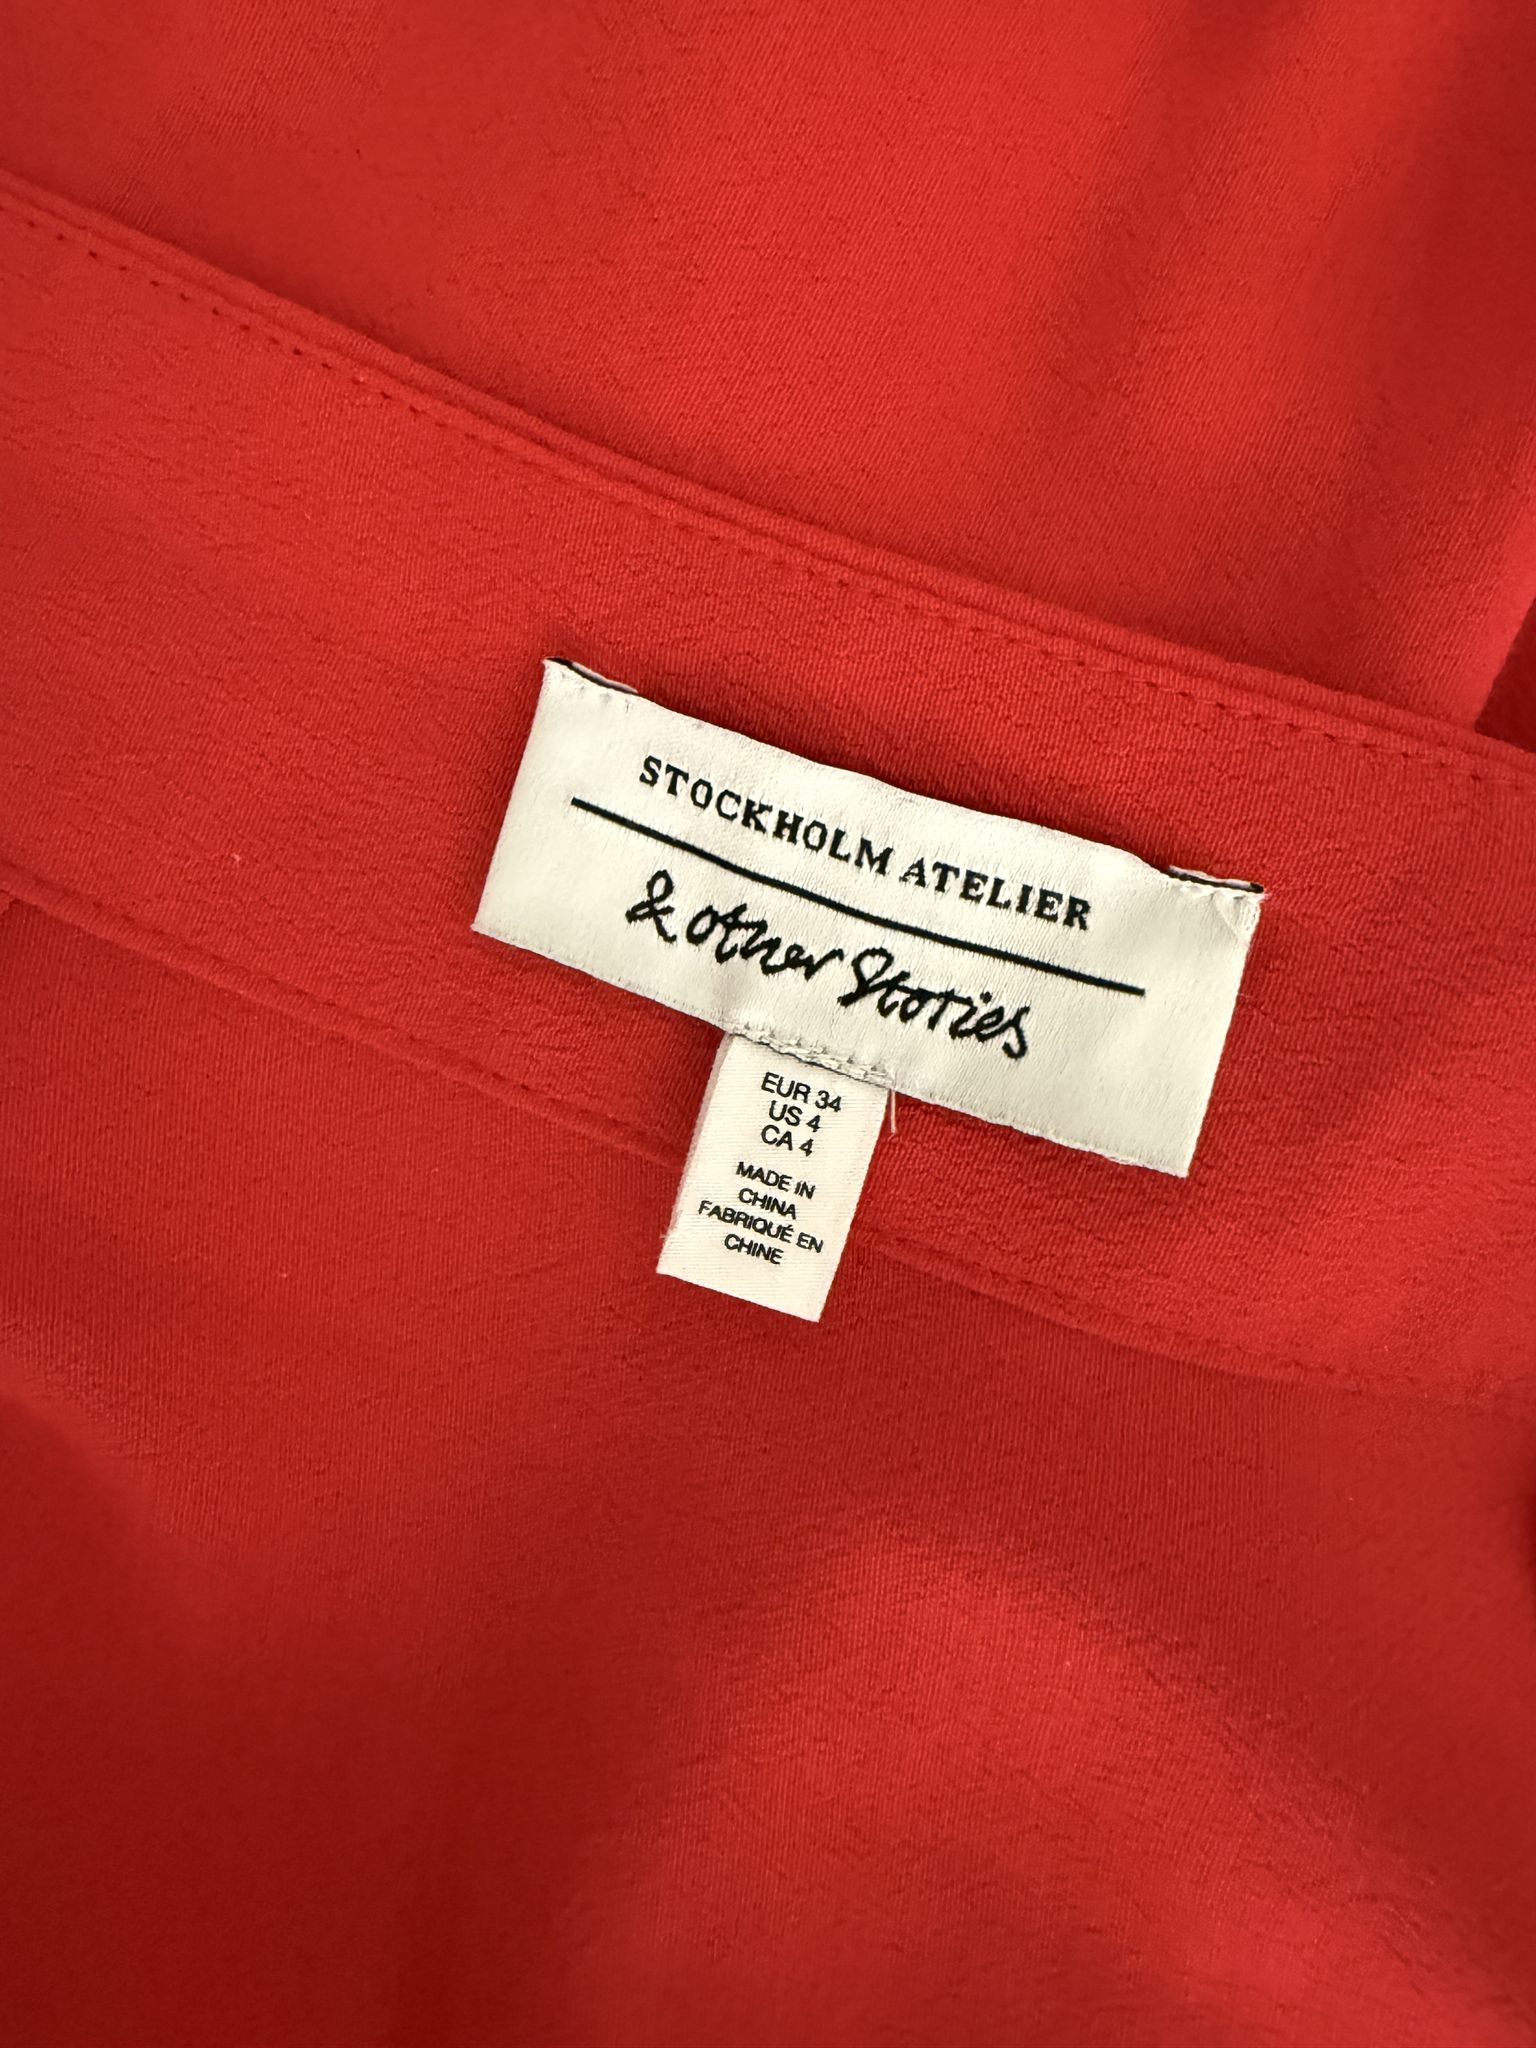 STOCKHOLM ATELIER
& other Stories
EUR 34
US 4
CA 4
MADE IN
CHINA
FABRIQUÉ EN
CHINE